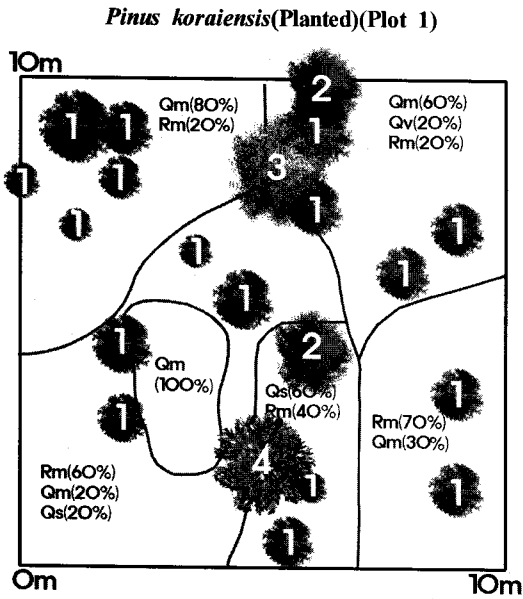 Pinus koraiensis(Planted)(Plot 1)
10m
2
Qm(80%)
Rm(20%)
Qm(60%)
Qv(20%)
Rm(20%)
1 1 1
3
1 1
1
1
1
1
1
1
1
2
Qm
(100%)
Qs(60%)
Rm(40%)
1
1
Rm(70%)
Qm(30%)
4
Rm(60%)
Qm(20%)
Qs(20%)
1
1
1
0m
10m